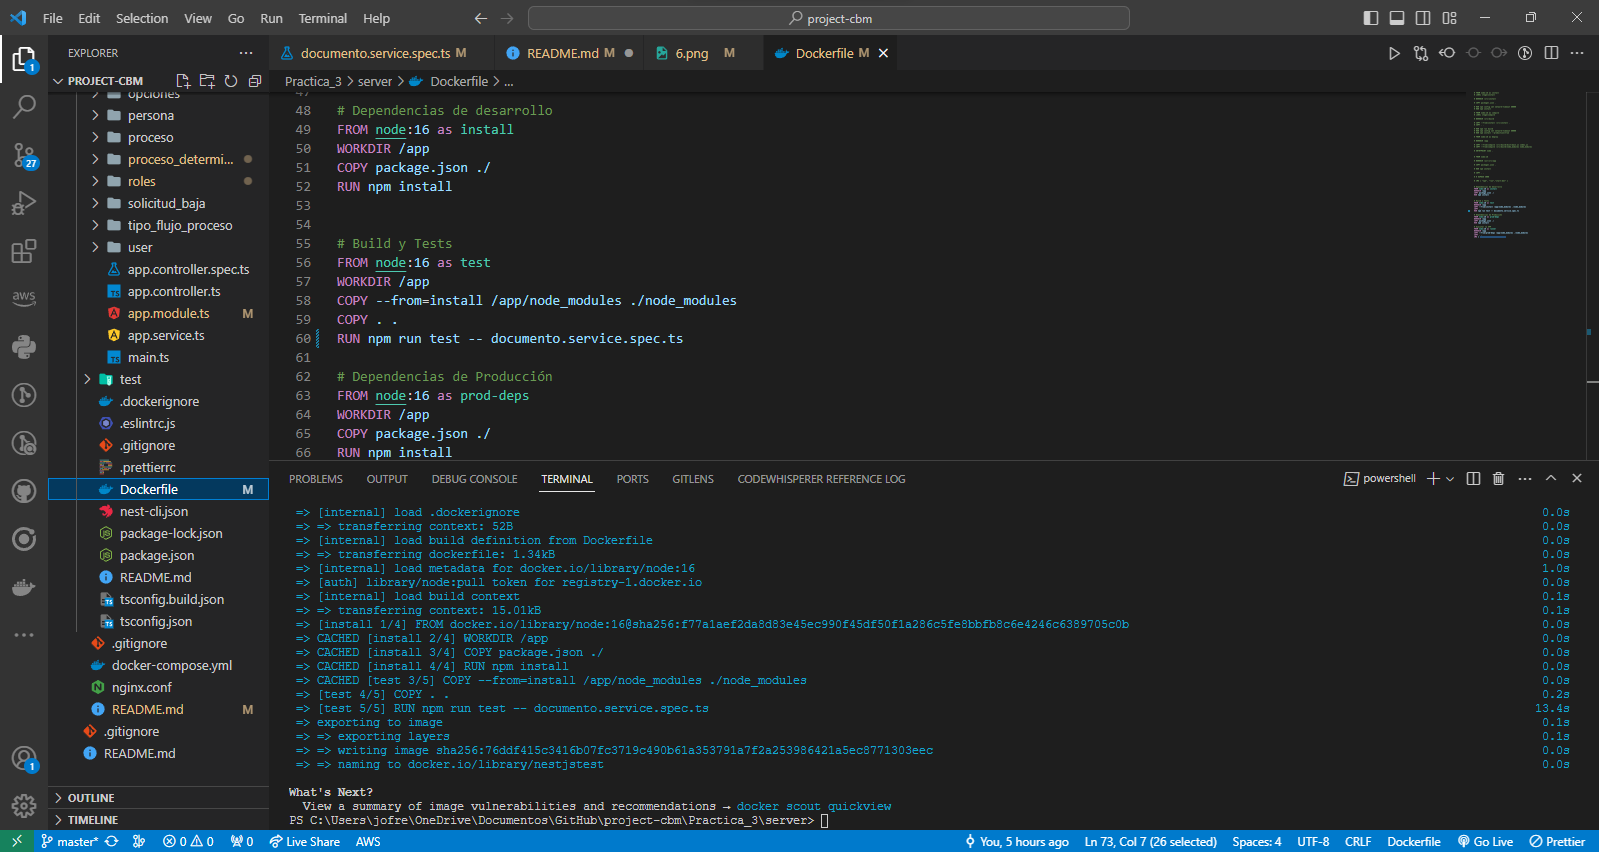 File Edit Selection View Go Run Terminal Help
project-cbm
EXPLORER
PROJECT-CBM
opciones
persona
proceso
proceso_determi...
roles
solicitud_baja
tipo_flujo_proceso
user
app.controller.spec.ts
app.controller.ts
app.module.ts M
app.service.ts
main.ts
test
.dockerignore
.eslintrc.js
.gitignore
.prettierrc
Dockerfile M
nest-cli.json
package-lock.json
package.json
README.md
tsconfig.build.json
tsconfig.json
.gitignore
docker-compose.yml
nginx.conf
README.md M
.gitignore
README.md
OUTLINE
TIMELINE
1
27
aws
1
documento.service.spec.ts M
README.md M
6.png M
Dockerfile M
Practica_3 > server > Dockerfile > ...
47
48 # Dependencias de desarrollo
49 FROM node:16 as install
50 WORKDIR /app
51 COPY package.json ./
52 RUN npm install
53
54
55 # Build y Tests
56 FROM node:16 as test
57 WORKDIR /app
58 COPY --from=install /app/node_modules ./node_modules
59 COPY . .
60 RUN npm run test -- documento.service.spec.ts
61
62 # Dependencias de Producción
63 FROM node:16 as prod-deps
64 WORKDIR /app
65 COPY package.json ./
66 RUN npm install
PROBLEMS OUTPUT DEBUG CONSOLE TERMINAL PORTS GITLENS CODEWHISPERER REFERENCE LOG
powershell
=> [internal] load .dockerignore 0.0s
=> => transferring context: 52B 0.0s
=> [internal] load build definition from Dockerfile 0.0s
=> => transferring dockerfile: 1.34kB 0.0s
=> [internal] load metadata for docker.io/library/node:16 1.0s
=> [auth] library/node:pull token for registry-1.docker.io 0.0s
=> [internal] load build context 0.1s
=> => transferring context: 15.01kB 0.1s
=> [install 1/4] FROM docker.io/library/node:16@sha256:f77a1aef2da8d83e45ec990f45df50f1a286c5fe8bbfb8c6e4246c6389705c0b 0.0s
=> CACHED [install 2/4] WORKDIR /app 0.0s
=> CACHED [install 3/4] COPY package.json ./ 0.0s
=> CACHED [install 4/4] RUN npm install 0.0s
=> CACHED [test 3/5] COPY --from=install /app/node_modules ./node_modules 0.0s
=> [test 4/5] COPY . . 0.2s
=> [test 5/5] RUN npm run test -- documento.service.spec.ts 13.4s
=> exporting to image 0.1s
=> => exporting layers 0.1s
=> => writing image sha256:76ddf415c3416b07fc3719c490b61a353791a7f2a253986421a5ec8771303eec 0.0s
=> => naming to docker.io/library/nestjstest 0.0s
What's Next?
View a summary of image vulnerabilities and recommendations → docker scout quickview
PS C:\Users\jofre\OneDrive\Documentos\GitHub\project-cbm\Practica_3\server>
master* 0 0 0 Live Share AWS You, 5 hours ago Ln 73, Col 7 (26 selected) Spaces: 4 UTF-8 CRLF Dockerfile Go Live Prettier